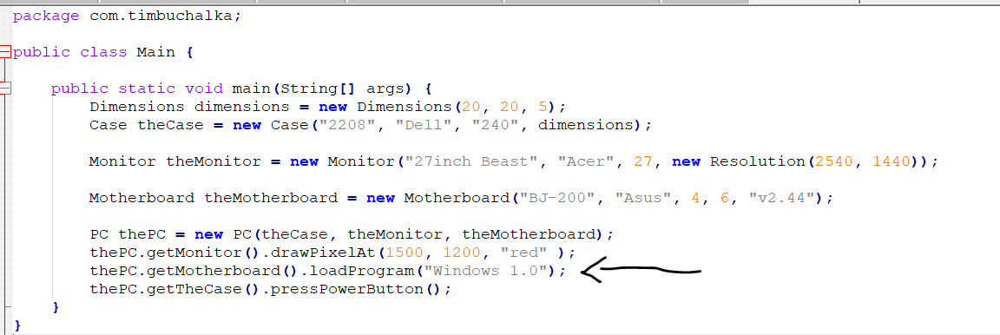 package com.timbuchalka;
public class Main {
public static void main(String[] args) {
Dimensions dimensions = new Dimensions(20, 20, 5);
Case theCase = new Case("2208", "Dell", "240", dimensions);
Monitor theMonitor = new Monitor("27inch Beast", "Acer", 27, new Resolution(2540, 1440));
Motherboard theMotherboard = new Motherboard("BJ-200", "Asus", 4, 6, "v2.44");
PC thePC = new PC(theCase, theMonitor, theMotherboard);
thePC.getMonitor().drawPixelAt(1500, 1200, "red" );
thePC.getMotherboard().loadProgram("Windows 1.0");
thePC.getTheCase().pressPowerButton();
}
}